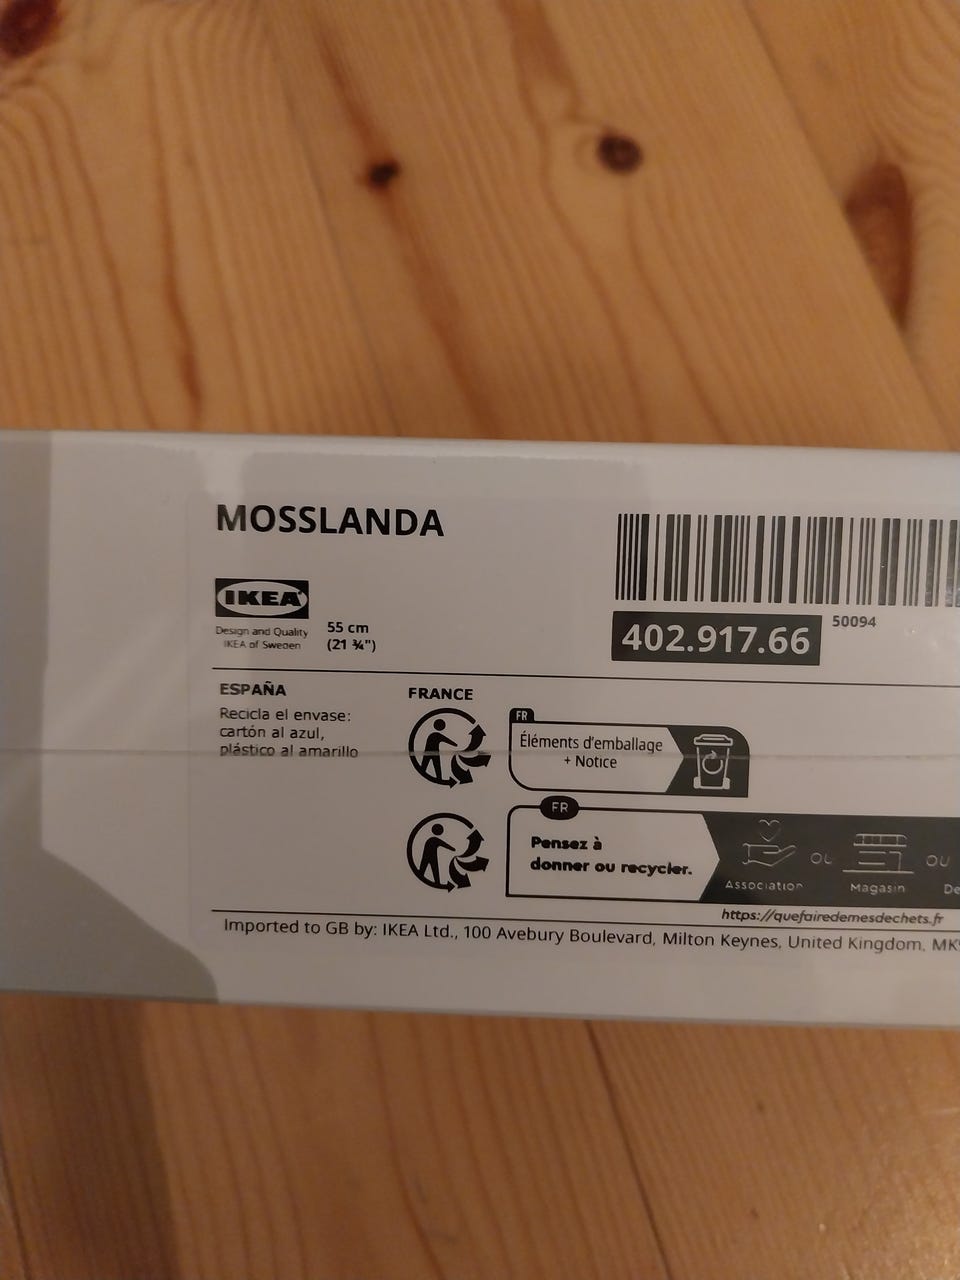 MOSSLANDA
IKEA
Design and Quality
IKEA of Sweden
55 cm
(21 ¾")
402.917.66
50094
ESPAÑA
Recicla el envase:
cartón al azul,
plástico al amarillo
FRANCE
FR
Éléments d'emballage
+ Notice
FR
Pensez à
donner ou recycler.
Association
OU
Magasin
OU
https://quefairedemesdechets.fr
Imported to GB by: IKEA Ltd., 100 Avebury Boulevard, Milton Keynes, United Kingdom,